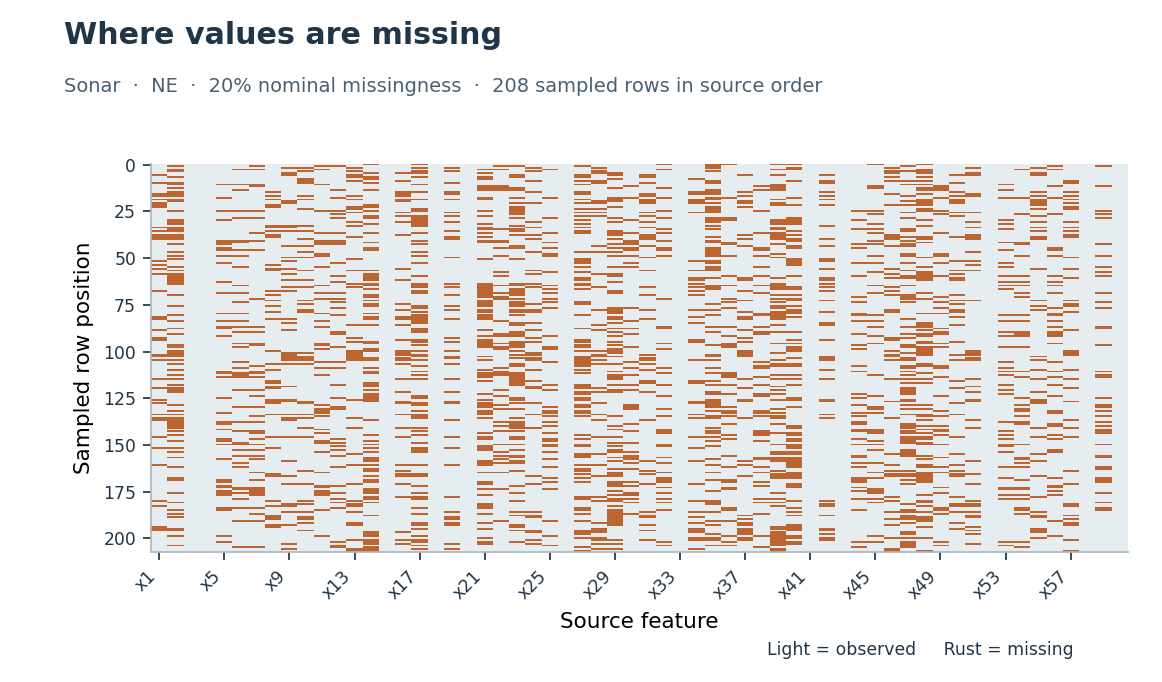 Where values are missing
Sonar · NE · 20% nominal missingness · 208 sampled rows in source order
0
25
50
75
100
125
150
175
200
Sampled row position
x1
x5
x9
x13
x17
x21
x25
x29
x33
x37
x41
x45
x49
x53
x57
Source feature
Light = observed Rust = missing